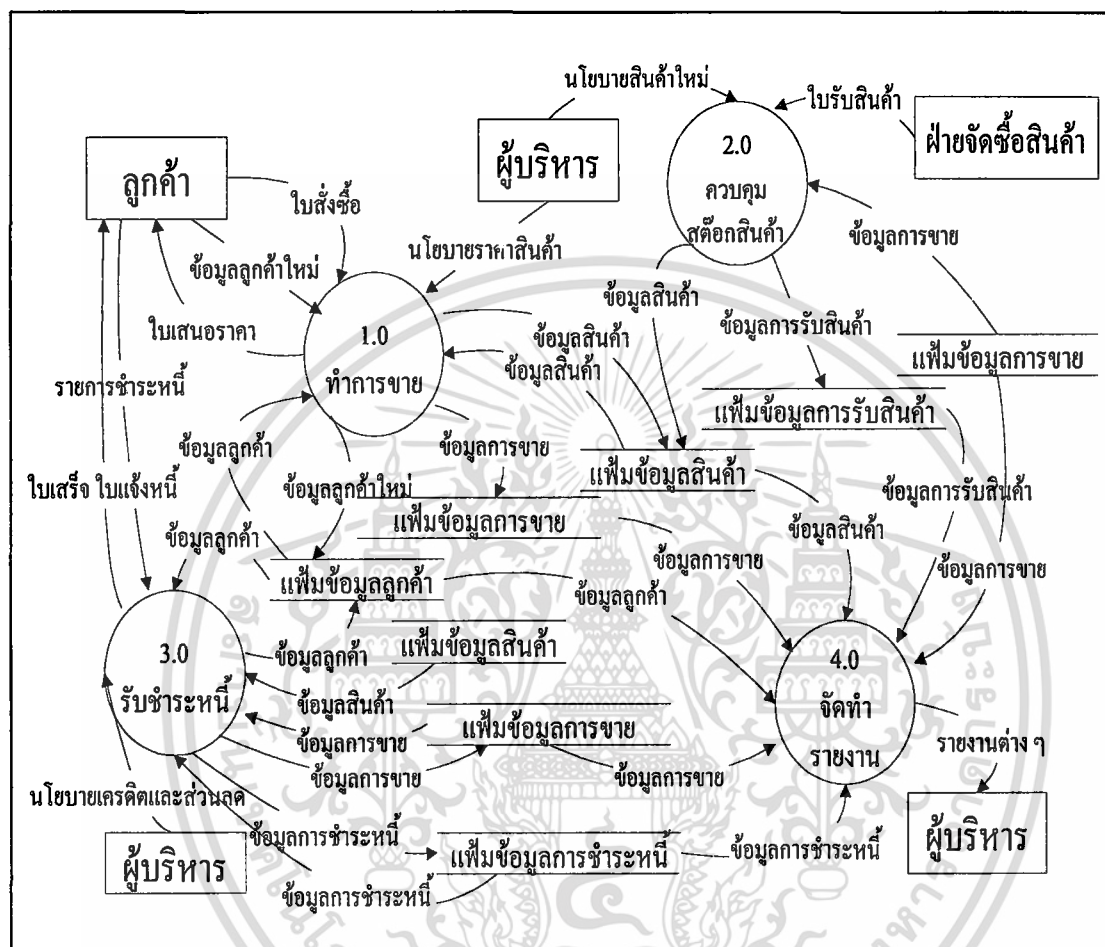 นโยบายสินค้าใหม่
ใบรับสินค้า
ฝ่ายจัดซื้อสินค้า
ผู้บริหาร
2.0
ควบคุม
สต๊อกสินค้า
ลูกค้า
ใบสั่งซื้อ
นโยบายราคาสินค้า
ข้อมูลการขาย
ข้อมูลลูกค้าใหม่
ข้อมูลสินค้า
ใบเสนอราคา
1.0
ทำการขาย
ข้อมูลสินค้า
ข้อมูลสินค้า
ข้อมูลการรับสินค้า
แฟ้มข้อมูลการขาย
รายการชำระหนี้
แฟ้มข้อมูลการรับสินค้า
ข้อมูลลูกค้า
ข้อมูลการขาย
แฟ้มข้อมูลสินค้า
ใบเสร็จ ใบแจ้งหนี้
ข้อมูลลูกค้าใหม่
ข้อมูลการรับสินค้า
แฟ้มข้อมูลการขาย
ข้อมูลสินค้า
ข้อมูลลูกค้า
ข้อมูลการขาย
ข้อมูลการขาย
แฟ้มข้อมูลลูกค้า
ข้อมูลลูกค้า
3.0
รับชำระหนี้
ข้อมูลลูกค้า
แฟ้มข้อมูลสินค้า
4.0
จัดทำ
รายงาน
ข้อมูลสินค้า
ข้อมูลการขาย
แฟ้มข้อมูลการขาย
ข้อมูลการขาย
ข้อมูลการขาย
รายงานต่าง ๆ
นโยบายเครดิตและส่วนลด
ผู้บริหาร
ข้อมูลการชำระหนี้
แฟ้มข้อมูลการชำระหนี้
ข้อมูลการชำระหนี้
ผู้บริหาร
ข้อมูลการชำระหนี้